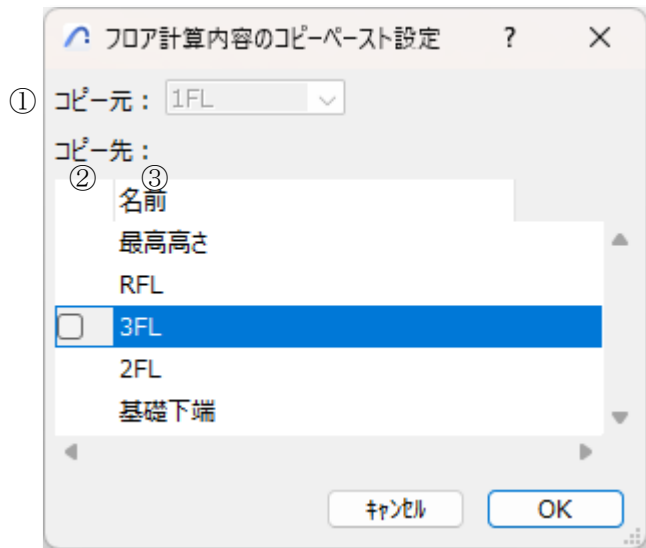 フロア計算内容のコピーペースト設定 ? ×
① コピー元： 1FL
コピー先：
② ③
名前
最高高さ
RFL
3FL
2FL
基礎下端
ｷｬﾝｾﾙ OK